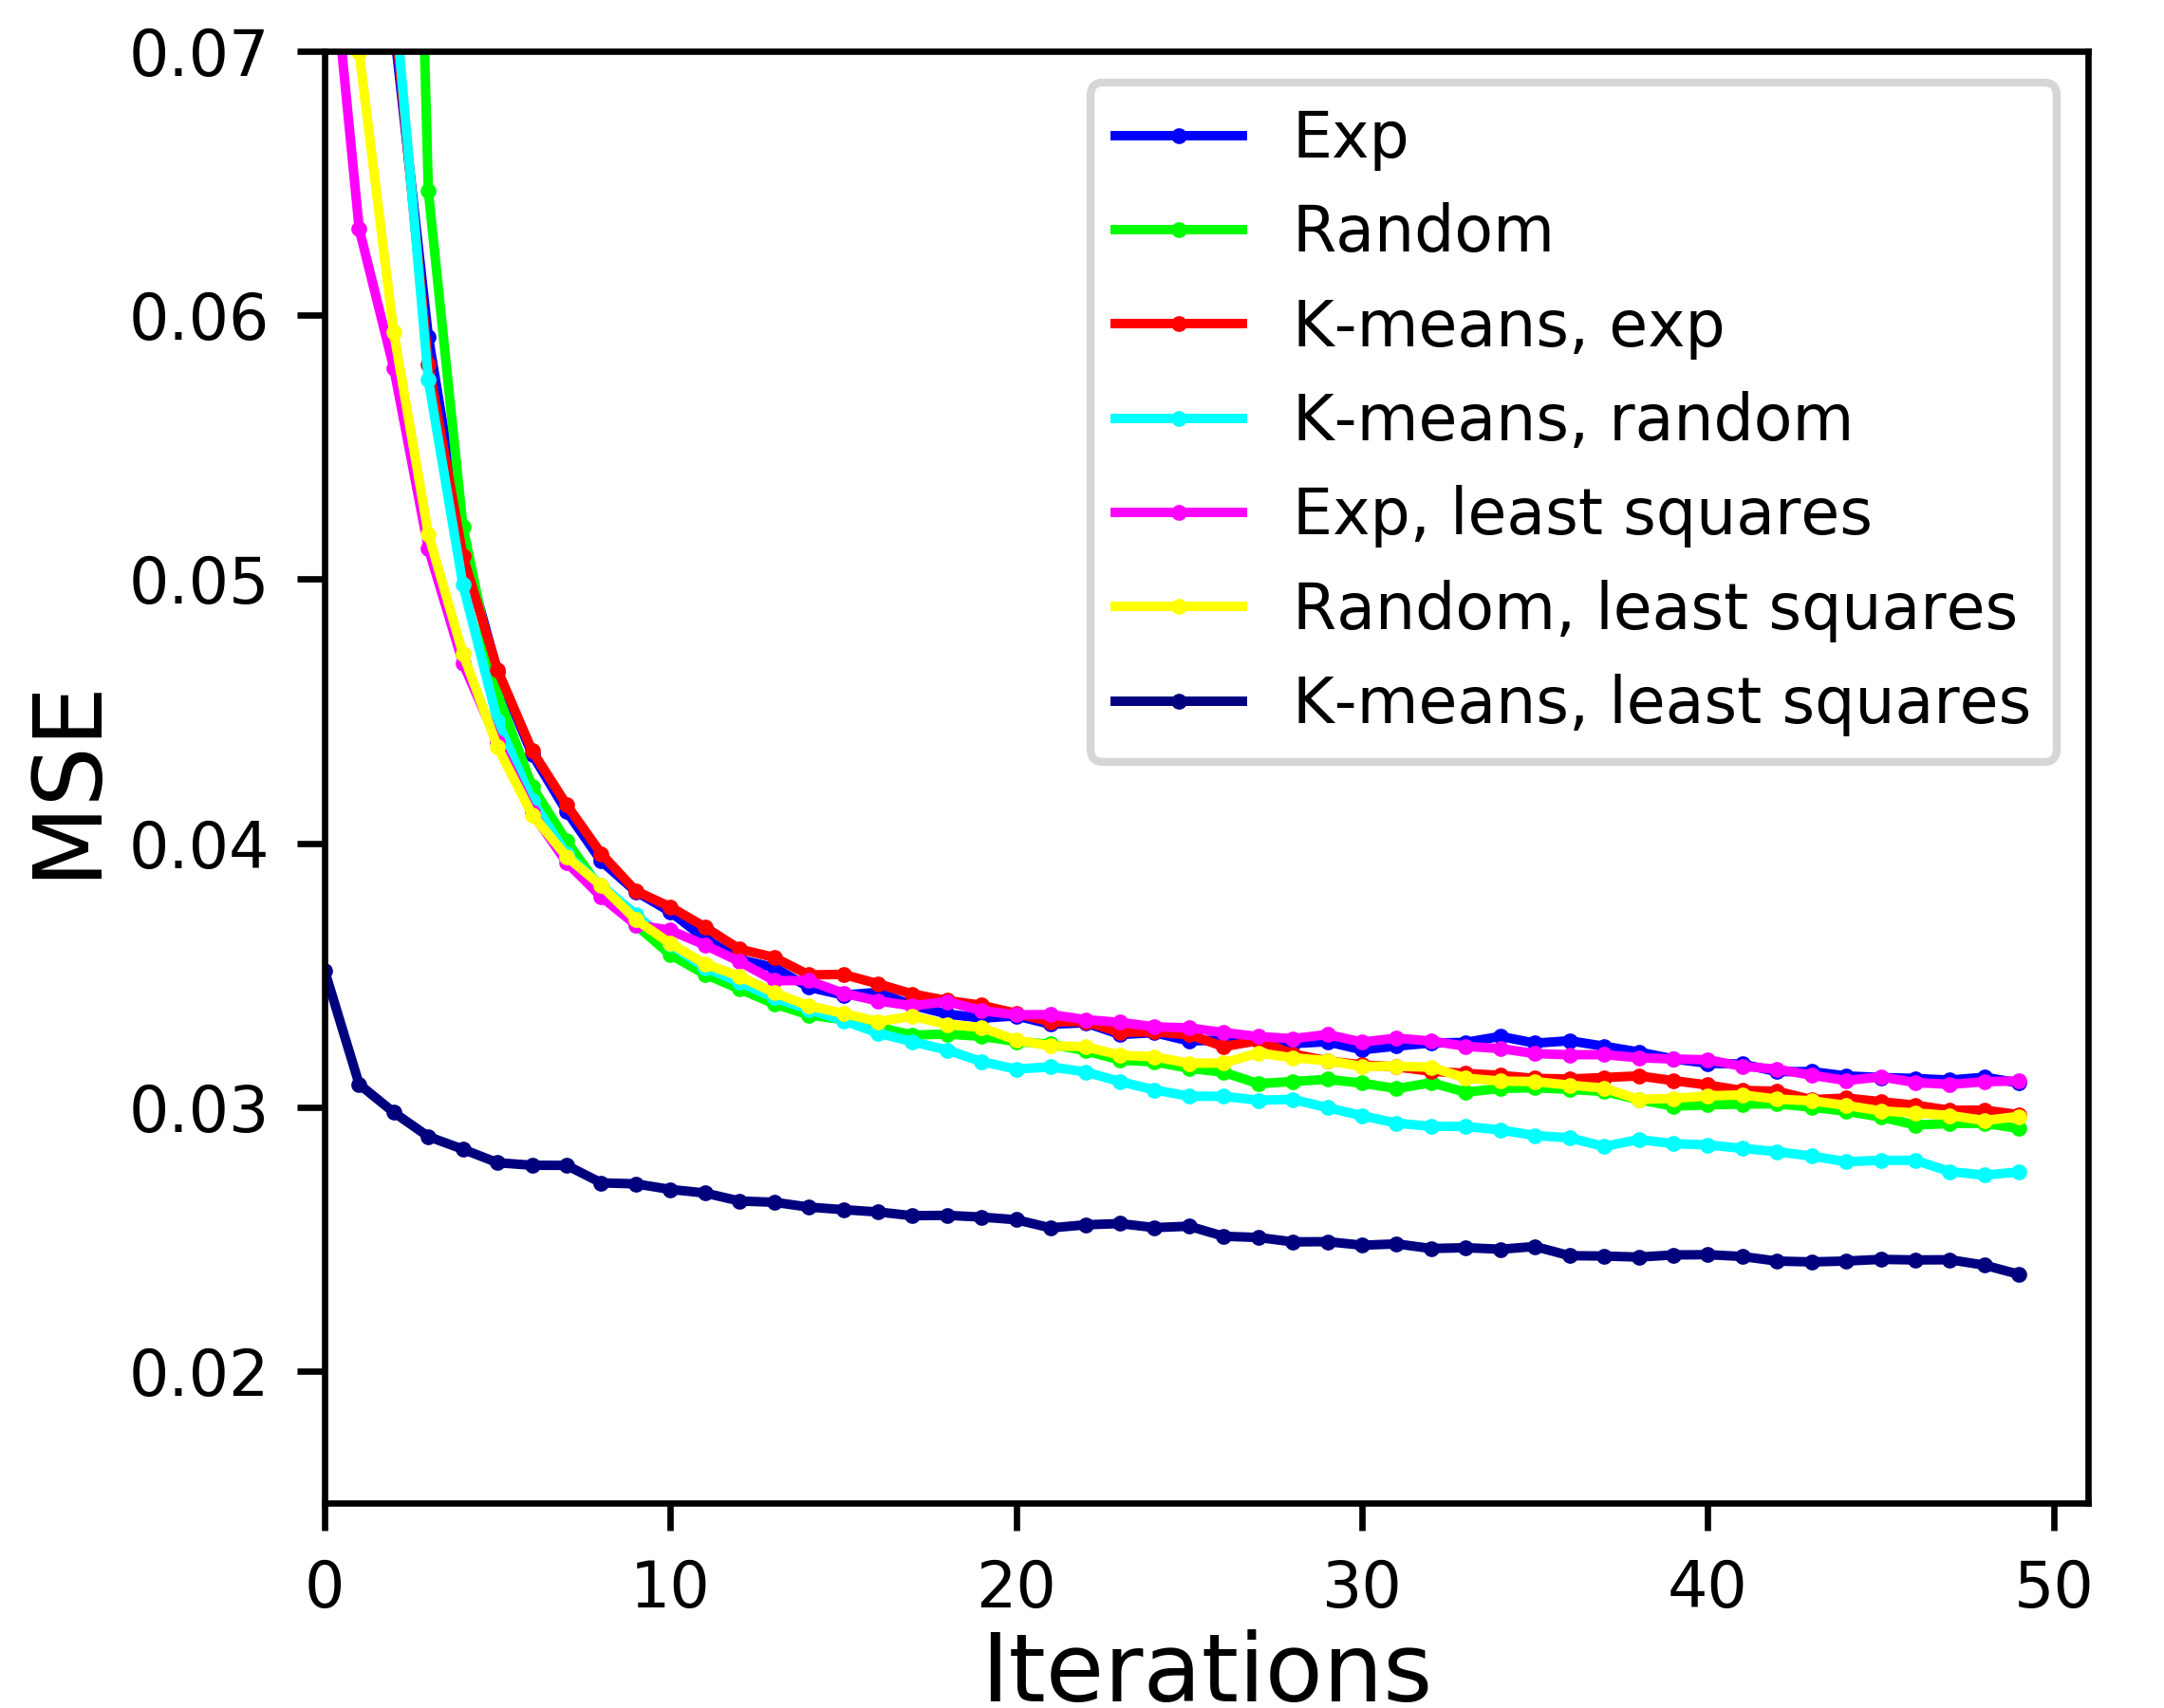 0.07
0.06
0.05
0.04
0.03
0.02
MSE
Exp
Random
K-means, exp
K-means, random
Exp, least squares
Random, least squares
K-means, least squares
0 10 20 30 40 50
Iterations